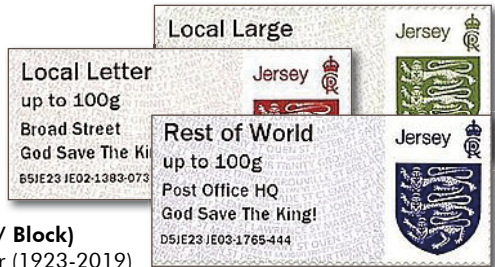 Local Large
Jersey
Local Letter
Jersey
up to 100g
Broad Street
God Save The Ki
B5JE23 JE02-1383-073
Rest of World
Jersey
up to 100g
Post Office HQ
God Save The King!
D5JE23 JE03-1765-444
/ Block)
r (1923-2019)